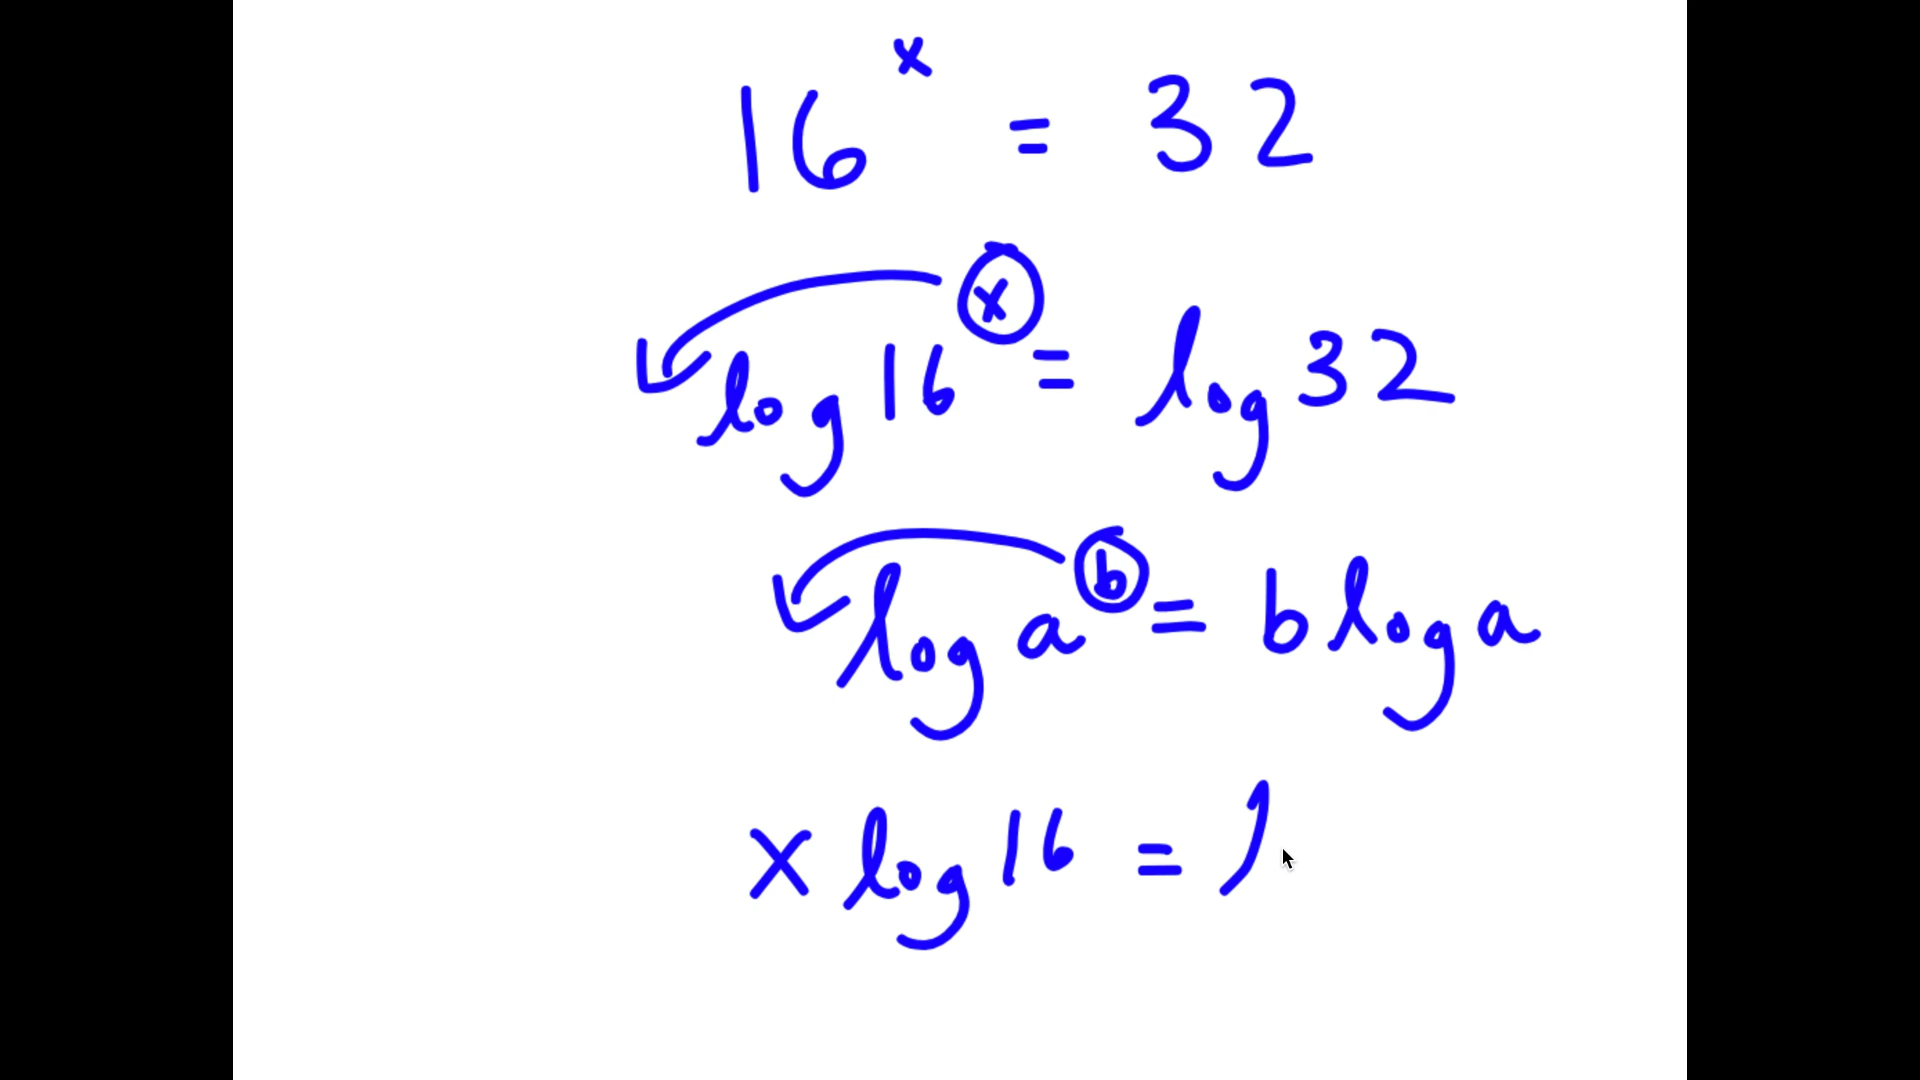 16^x = 32
log 16^x = log 32
log a^b = b log a
x log 16 =